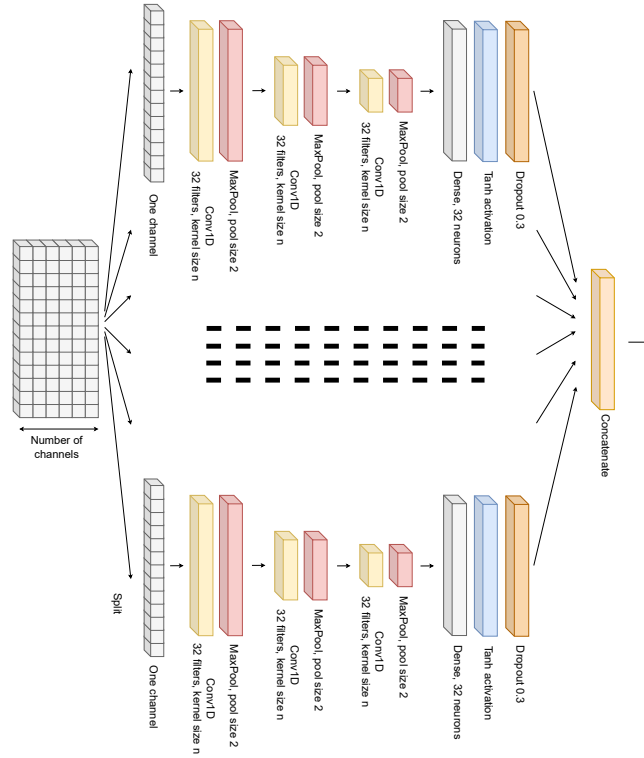 One channel
Conv1D
32 filters, kernel size n
MaxPool, pool size 2
Conv1D
32 filters, kernel size n
MaxPool, pool size 2
Conv1D
32 filters, kernel size n
MaxPool, pool size 2
Dense, 32 neurons
Tanh activation
Dropout 0.3
Concatenate
Number of
channels
Split
One channel
Conv1D
32 filters, kernel size n
MaxPool, pool size 2
Conv1D
32 filters, kernel size n
MaxPool, pool size 2
Conv1D
32 filters, kernel size n
MaxPool, pool size 2
Dense, 32 neurons
Tanh activation
Dropout 0.3